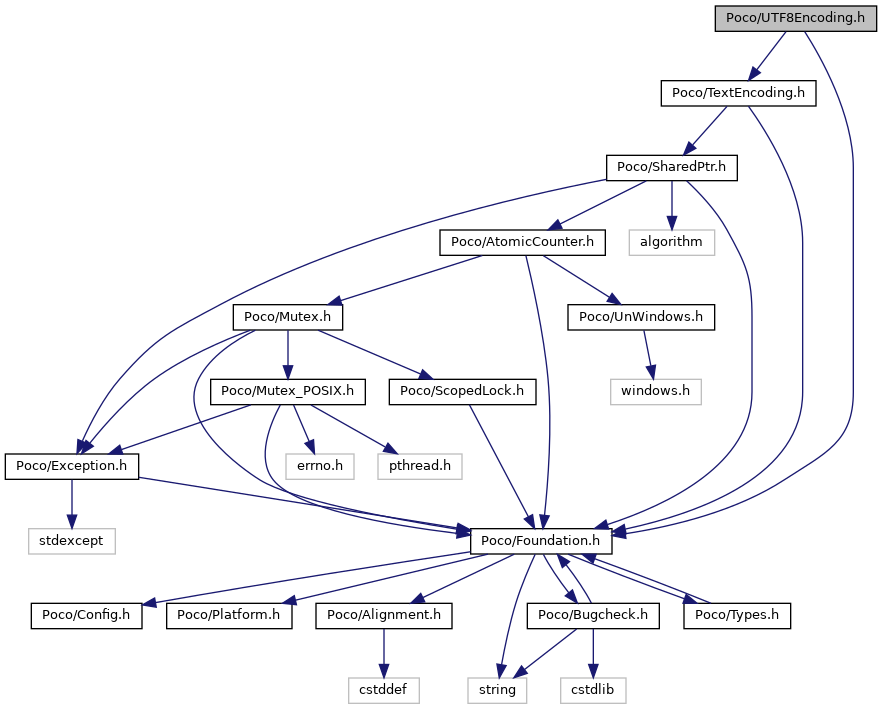 Poco/UTF8Encoding.h
Poco/TextEncoding.h
Poco/SharedPtr.h
Poco/AtomicCounter.h
algorithm
Poco/Mutex.h
Poco/UnWindows.h
Poco/Mutex_POSIX.h
Poco/ScopedLock.h
windows.h
Poco/Exception.h
errno.h
pthread.h
stdexcept
Poco/Foundation.h
Poco/Config.h
Poco/Platform.h
Poco/Alignment.h
Poco/Bugcheck.h
Poco/Types.h
cstddef
string
cstdlib